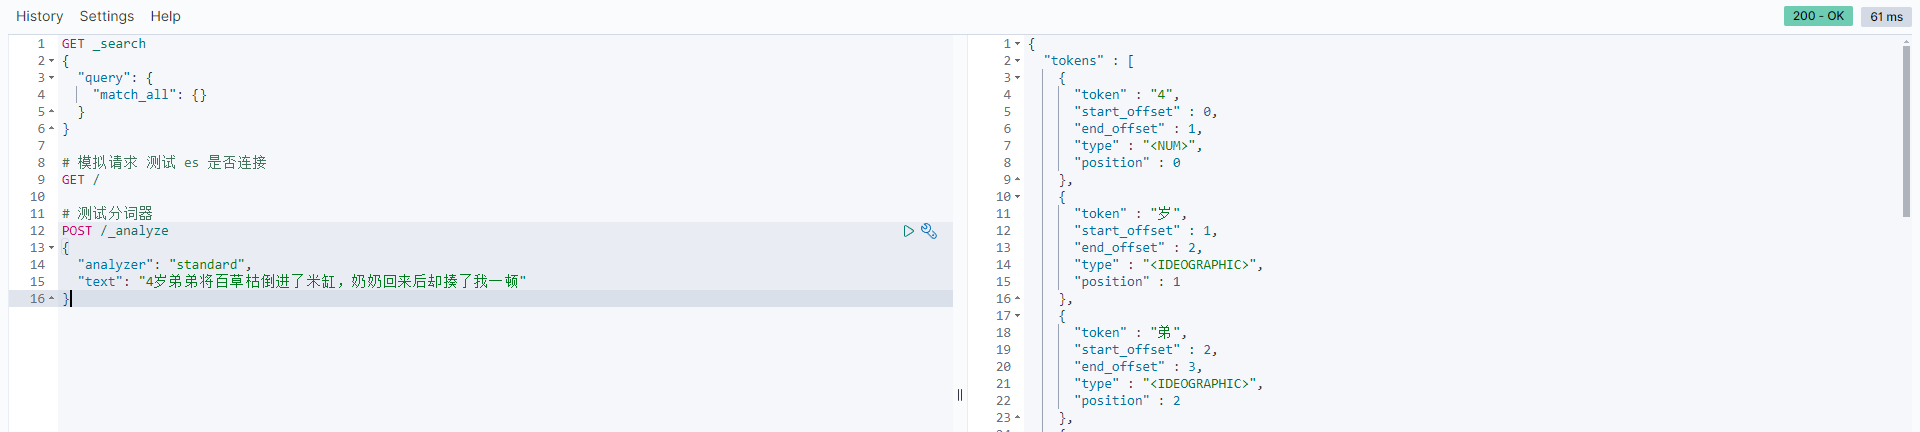 History Settings Help
200 - OK 61 ms
1 GET _search
2 {
3 "query": {
4 "match_all": {}
5 }
6 }
7
8 # 模拟请求 测试 es 是否连接
9 GET /
10
11 # 测试分词器
12 POST /_analyze
13 {
14 "analyzer": "standard",
15 "text": "4岁弟弟将百草枯倒进了米缸，奶奶回来后却揍了我一顿"
16 }
1 {
2 "tokens" : [
3 {
4 "token" : "4",
5 "start_offset" : 0,
6 "end_offset" : 1,
7 "type" : "<NUM>",
8 "position" : 0
9 },
10 {
11 "token" : "岁",
12 "start_offset" : 1,
13 "end_offset" : 2,
14 "type" : "<IDEOGRAPHIC>",
15 "position" : 1
16 },
17 {
18 "token" : "弟",
19 "start_offset" : 2,
20 "end_offset" : 3,
21 "type" : "<IDEOGRAPHIC>",
22 "position" : 2
23 },